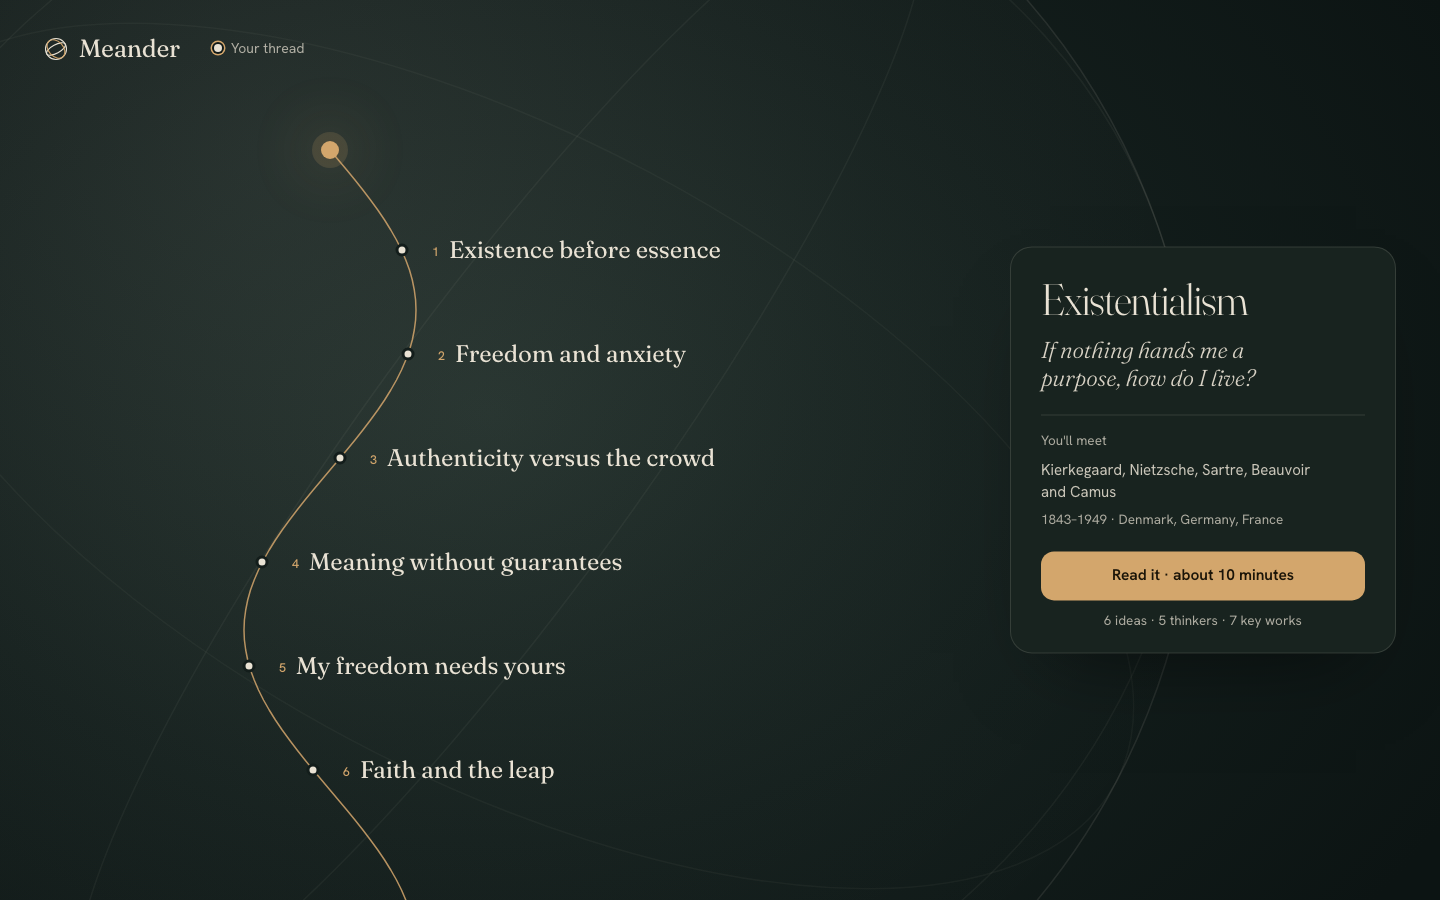 Meander
Your thread
1 Existence before essence
2 Freedom and anxiety
3 Authenticity versus the crowd
4 Meaning without guarantees
5 My freedom needs yours
6 Faith and the leap
Existentialism
If nothing hands me a
purpose, how do I live?
You'll meet
Kierkegaard, Nietzsche, Sartre, Beauvoir
and Camus
1843–1949 · Denmark, Germany, France
Read it · about 10 minutes
6 ideas · 5 thinkers · 7 key works